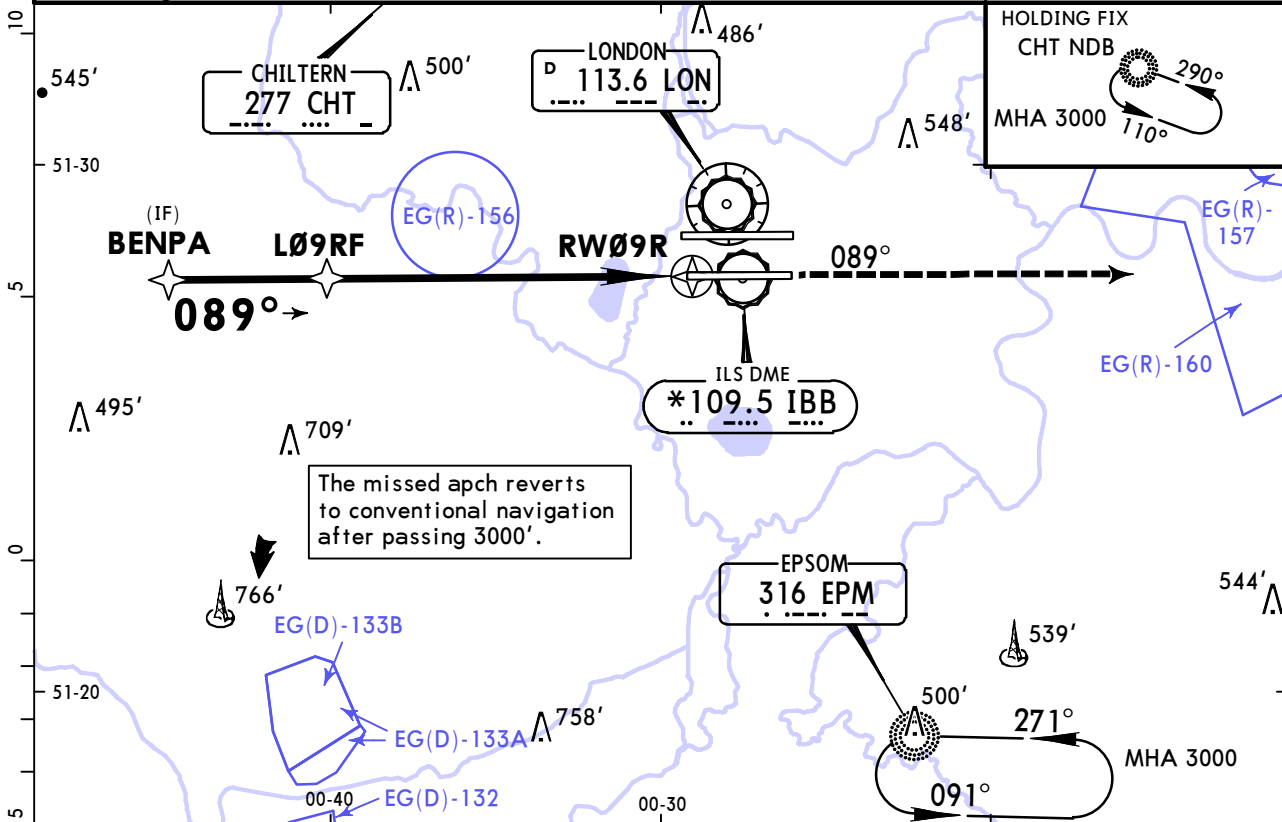 10
545'
CHILTERN
277 CHT
500'
LONDON
D 113.6 LON
486'
548'
HOLDING FIX
CHT NDB
290°
MHA 3000
110°
51-30
(IF)
BENPA
LØ9RF
EG(R)-156
RWØ9R
089°
EG(R)-
157
5
089°
EG(R)-160
ILS DME
*109.5 IBB
495'
709'
The missed apch reverts
to conventional navigation
after passing 3000'.
0
766'
EPSOM
316 EPM
544'
EG(D)-133B
539'
51-20
500'
758'
EG(D)-133A
271°
MHA 3000
00-40
EG(D)-132
00-30
091°
5